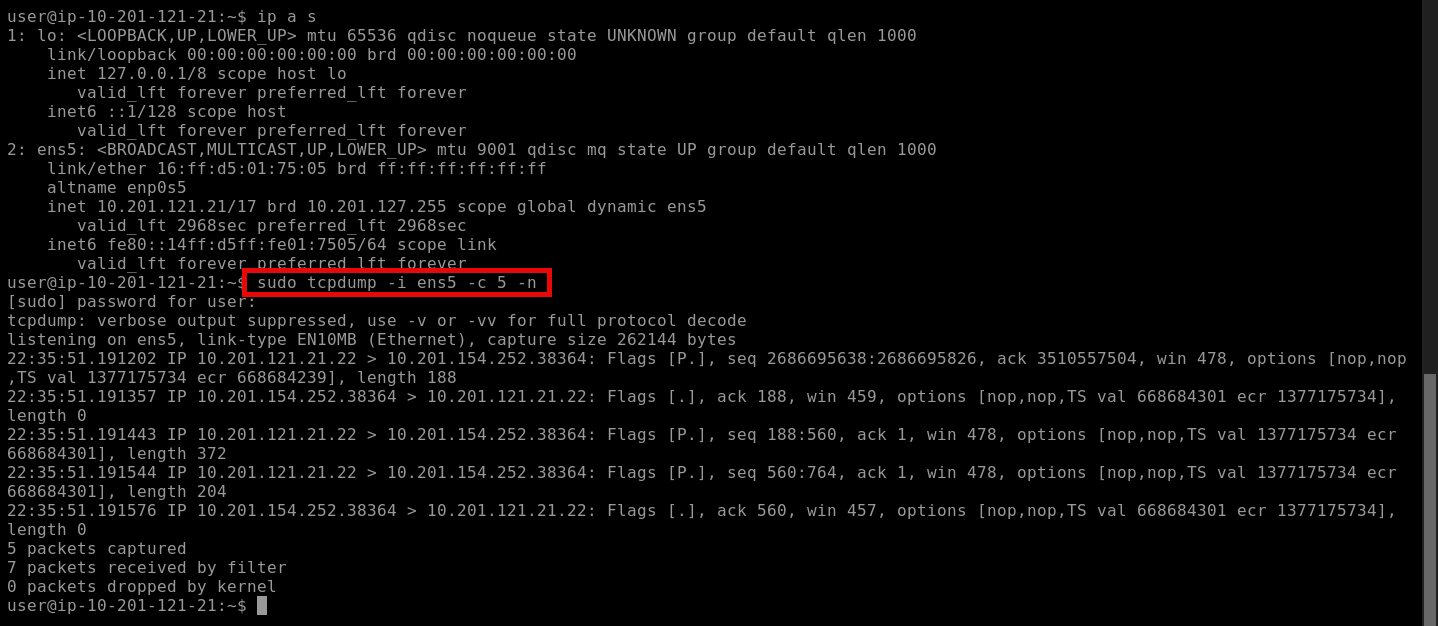 user@ip-10-201-121-21:~$ ip a s
1: lo: <LOOPBACK,UP,LOWER_UP> mtu 65536 qdisc noqueue state UNKNOWN group default qlen 1000
    link/loopback 00:00:00:00:00:00 brd 00:00:00:00:00:00
    inet 127.0.0.1/8 scope host lo
       valid_lft forever preferred_lft forever
    inet6 ::1/128 scope host
       valid_lft forever preferred_lft forever
2: ens5: <BROADCAST,MULTICAST,UP,LOWER_UP> mtu 9001 qdisc mq state UP group default qlen 1000
    link/ether 16:ff:d5:01:75:05 brd ff:ff:ff:ff:ff:ff
    altname enp0s5
    inet 10.201.121.21/17 brd 10.201.127.255 scope global dynamic ens5
       valid_lft 2968sec preferred_lft 2968sec
    inet6 fe80::14ff:d5ff:fe01:7505/64 scope link
       valid_lft forever preferred_lft forever
user@ip-10-201-121-21:~$ sudo tcpdump -i ens5 -c 5 -n
[sudo] password for user:
tcpdump: verbose output suppressed, use -v or -vv for full protocol decode
listening on ens5, link-type EN10MB (Ethernet), capture size 262144 bytes
22:35:51.191202 IP 10.201.121.21.22 > 10.201.154.252.38364: Flags [P.], seq 2686695638:2686695826, ack 3510557504, win 478, options [nop,nop
,TS val 1377175734 ecr 668684239], length 188
22:35:51.191357 IP 10.201.154.252.38364 > 10.201.121.21.22: Flags [.], ack 188, win 459, options [nop,nop,TS val 668684301 ecr 1377175734],
length 0
22:35:51.191443 IP 10.201.121.21.22 > 10.201.154.252.38364: Flags [P.], seq 188:560, ack 1, win 478, options [nop,nop,TS val 1377175734 ecr
668684301], length 372
22:35:51.191544 IP 10.201.121.21.22 > 10.201.154.252.38364: Flags [P.], seq 560:764, ack 1, win 478, options [nop,nop,TS val 1377175734 ecr
668684301], length 204
22:35:51.191576 IP 10.201.154.252.38364 > 10.201.121.21.22: Flags [.], ack 560, win 457, options [nop,nop,TS val 668684301 ecr 1377175734],
length 0
5 packets captured
7 packets received by filter
0 packets dropped by kernel
user@ip-10-201-121-21:~$